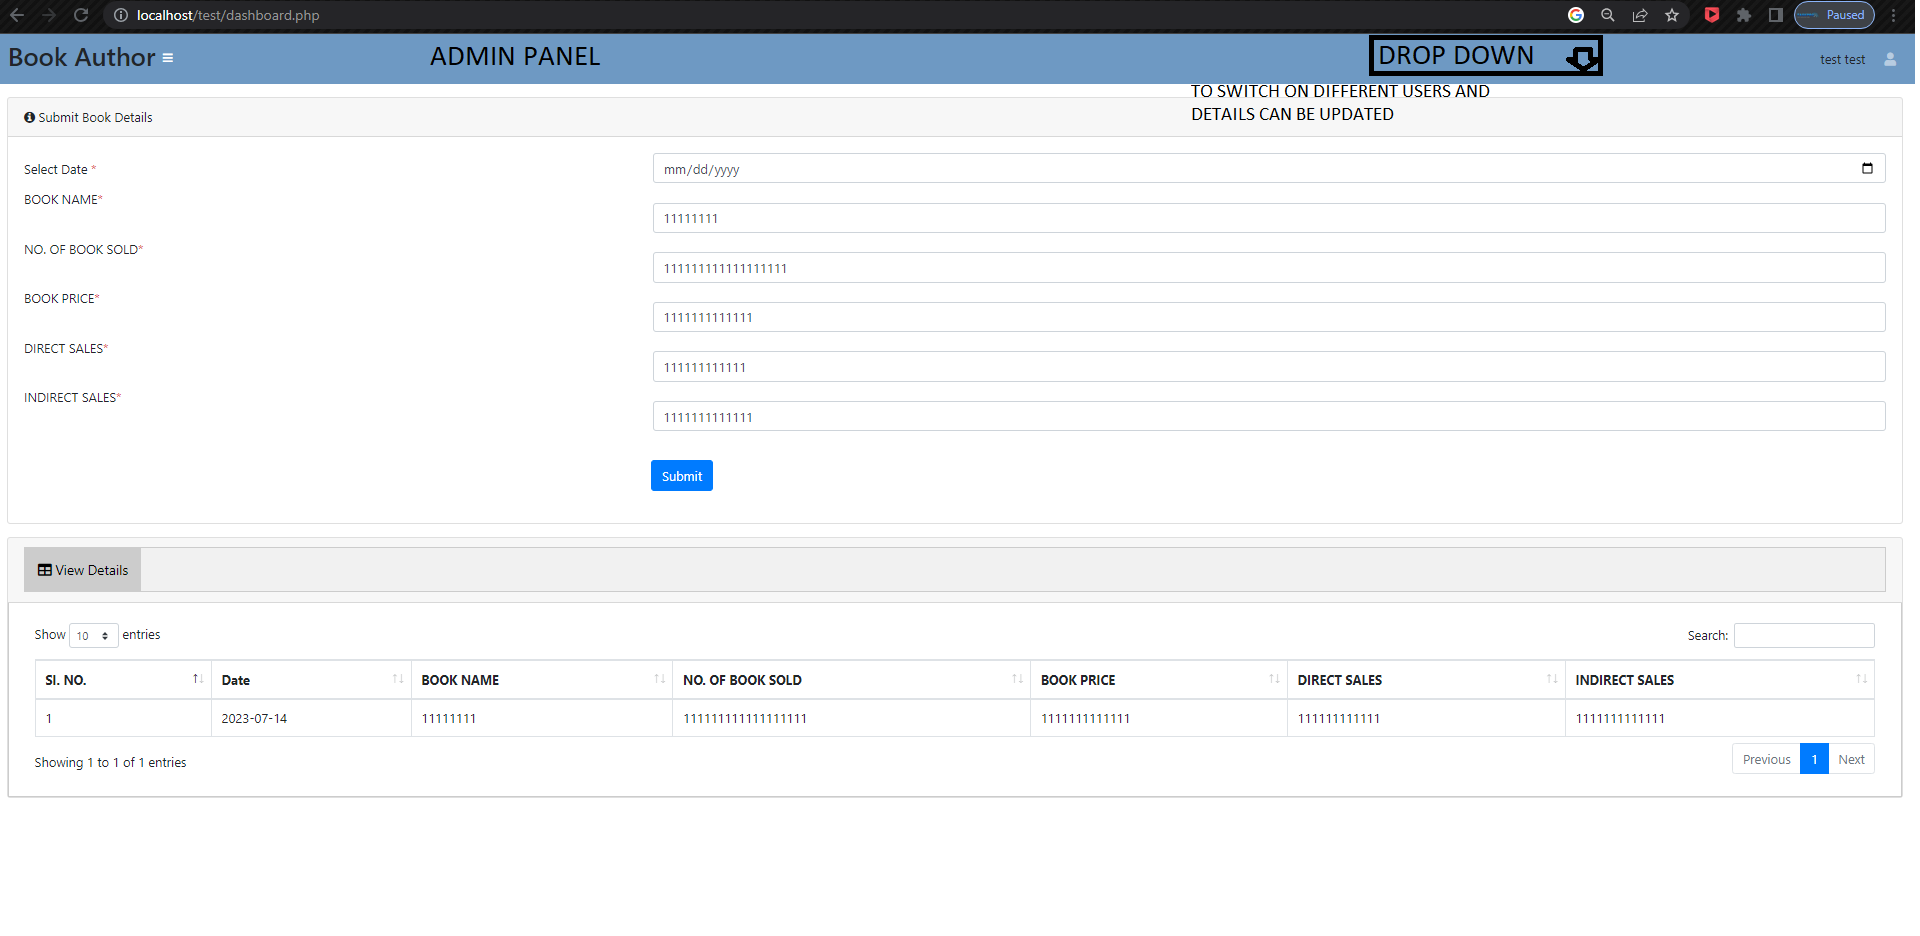 localhost/test/dashboard.php
Paused
Book Author
ADMIN PANEL
DROP DOWN
test test
TO SWITCH ON DIFFERENT USERS AND
DETAILS CAN BE UPDATED
Submit Book Details
Select Date *
mm/dd/yyyy
BOOK NAME*
11111111
NO. OF BOOK SOLD*
111111111111111111
BOOK PRICE*
1111111111111
DIRECT SALES*
111111111111
INDIRECT SALES*
1111111111111
Submit
View Details
Show 10 entries
Search:
Sl. NO. Date BOOK NAME NO. OF BOOK SOLD BOOK PRICE DIRECT SALES INDIRECT SALES
1 2023-07-14 11111111 111111111111111111 1111111111111 111111111111 1111111111111
Showing 1 to 1 of 1 entries
Previous 1 Next